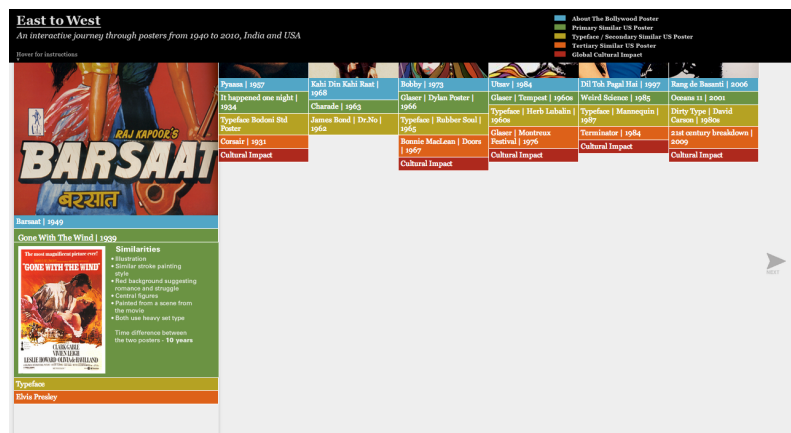 East to West
An interactive journey through posters from 1940 to 2010, India and USA
Hover for instructions
About The Bollywood Poster
Primary Similar US Poster
Typeface / Secondary Similar US Poster
Tertiary Similar US Poster
Global Cultural Impact
RAJ KAPOOR'S
BARSAAT
बरसात
Barsaat | 1949
Gone With The Wind | 1939
The most magnificent picture ever!
"GONE WITH THE WIND"
CLARK GABLE
VIVIEN LEIGH
LESLIE HOWARD·OLIVIA de HAVILLAND
Similarities
• Illustration
• Similar stroke painting
style
• Red background suggesting
romance and struggle
• Central figures
• Painted from a scene from
the movie
• Both use heavy set type
Time difference between
the two posters - 10 years
Typeface
Elvis Presley
Pyaasa | 1957
It happened one night |
1934
Typeface Bodoni Std
Poster
Corsair | 1931
Cultural Impact
Kahi Din Kahi Raat |
1968
Charade | 1963
James Bond | Dr.No |
1962
Bobby | 1973
Glaser | Dylan Poster |
1966
Typeface | Rubber Soul |
1965
Bonnie MacLean | Doors
| 1967
Cultural Impact
Utsav | 1984
Glaser | Tempest | 1960s
Typeface | Herb Lubalin |
1960s
Glaser | Montreux
Festival | 1976
Cultural Impact
Dil Toh Pagal Hai | 1997
Weird Science | 1985
Typeface | Mannequin |
1987
Terminator | 1984
Cultural Impact
Rang de Basanti | 2006
Oceans 11 | 2001
Dirty Type | David
Carson | 1980s
21st century breakdown |
2009
Cultural Impact
NEXT